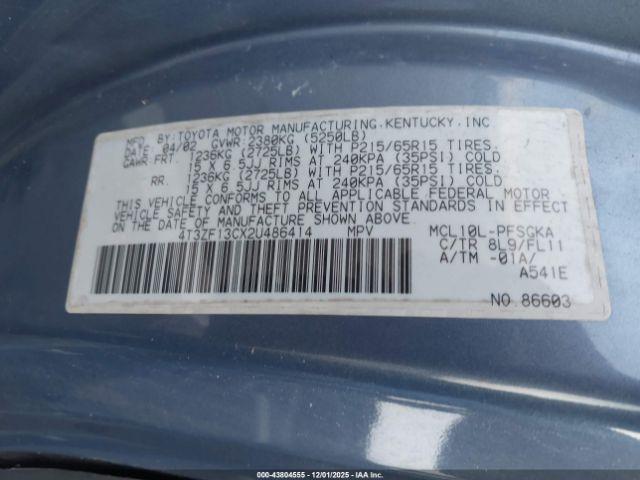 MFD BY:TOYOTA MOTOR MANUFACTURING.KENTUCKY.INC
DATE 04/02 GVWR:2380KG (5250LB)
GAWR:FRT. 1236KG (2725LB) WITH P215/65R15 TIRES.
15 X 6.5JJ RIMS AT 240KPA (35PSI) COLD
RR. 1236KG (2725LB) WITH P215/65R15 TIRES.
15 X 6.5JJ RIMS AT 240KPA (35PSI) COLD
THIS VEHICLE CONFORMS TO ALL APPLICABLE FEDERAL MOTOR
VEHICLE SAFETY AND BUMPER STANDARDS IN EFFECT
ON THE DATE OF MANUFACTURE SHOWN ABOVE
4T3ZF13CX2U486414 MPV MCL10L-PFSGKA
C/TR 8L9/FL11
A/TM -01A/
A541E
NO.86603
000-43804555 12/01/2025 IAA Inc.